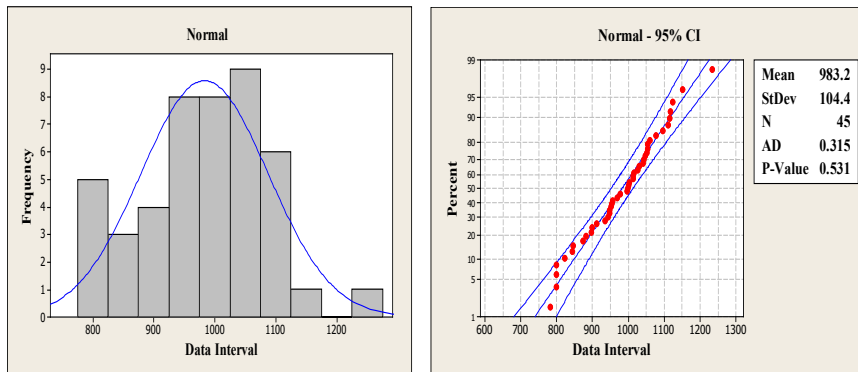 Normal
9
8
7
6
5
4
3
2
1
0
Frequency
800 900 1000 1100 1200
Data Interval
Normal - 95% CI
99
95
90
80
70
60
50
40
30
20
10
5
1
Percent
600 700 800 900 1000 1100 1200 1300
Data Interval
Mean 983.2
StDev 104.4
N 45
AD 0.315
P-Value 0.531